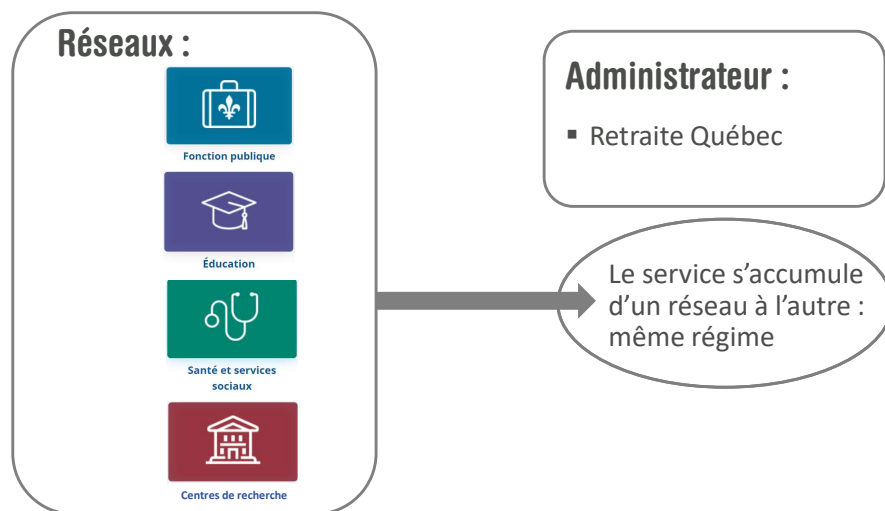 Réseaux :
Fonction publique
Éducation
Santé et services
sociaux
Centres de recherche
Administrateur :
▪ Retraite Québec
Le service s’accumule
d’un réseau à l’autre :
même régime